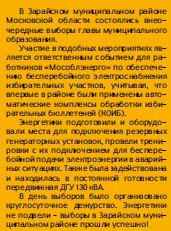 В Зарайском муниципальном районе
Московской области состоялись внео-
чередные выборы главы муниципального
образования.
Участие в подобных мероприятиях яв-
ляется ответственным событием для ра-
ботников «Мособлэнерго» по обеспече-
нию бесперебойного электроснабжения
избирательных участков, учитывая, что
впервые в районе были применены авто-
матические комплексы обработки изби-
рательных бюллетеней (КОИБ).
Энергетики подготовили и оборудо-
вали места для подключения резервных
генераторных установок, провели трени-
ровки с их подключением для беспере-
бойной подачи электроэнергии в аварий-
ных ситуациях. Также была задействована
и находилась в постоянной готовности
передвижная ДГУ 130 кВА.
В день выборов было организовано
круглосуточное дежурство. Энергетики
не подвели – выборы в Зарайском муни-
ципальном районе прошли успешно!